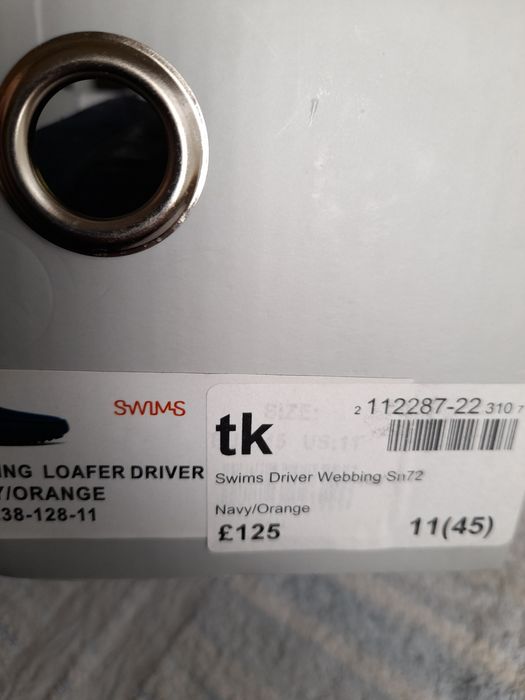 SWIMS
ING LOAFER DRIVER
Y/ORANGE
38-128-11
tk
2 112287-22 310 7
Swims Driver Webbing Sn72
Navy/Orange
£125
11(45)